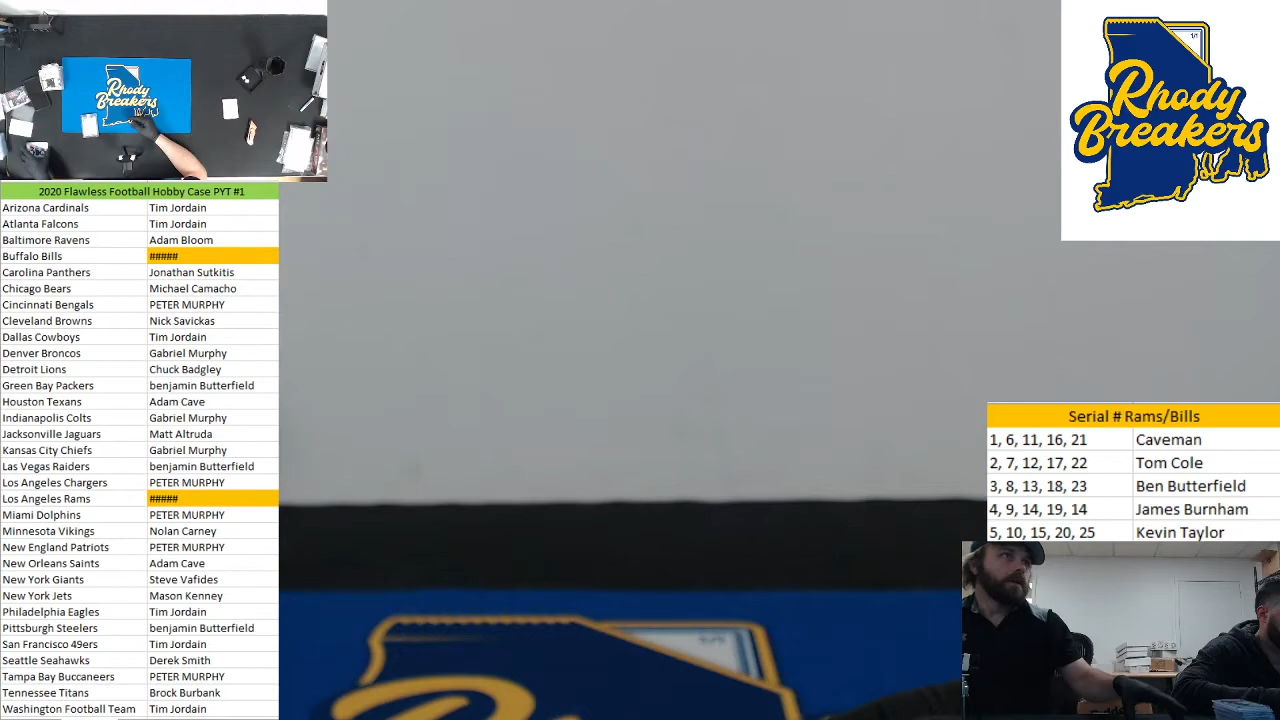 Rhody
Breakers
2020 Flawless Football Hobby Case PYT #1
Arizona Cardinals Tim Jordain
Atlanta Falcons Tim Jordain
Baltimore Ravens Adam Bloom
Buffalo Bills #####
Carolina Panthers Jonathan Sutkitis
Chicago Bears Michael Camacho
Cincinnati Bengals PETER MURPHY
Cleveland Browns Nick Savickas
Dallas Cowboys Tim Jordain
Denver Broncos Gabriel Murphy
Detroit Lions Chuck Badgley
Green Bay Packers benjamin Butterfield
Houston Texans Adam Cave
Indianapolis Colts Gabriel Murphy
Jacksonville Jaguars Matt Altruda
Kansas City Chiefs Gabriel Murphy
Las Vegas Raiders benjamin Butterfield
Los Angeles Chargers PETER MURPHY
Los Angeles Rams #####
Miami Dolphins PETER MURPHY
Minnesota Vikings Nolan Carney
New England Patriots PETER MURPHY
New Orleans Saints Adam Cave
New York Giants Steve Vafides
New York Jets Mason Kenney
Philadelphia Eagles Tim Jordain
Pittsburgh Steelers benjamin Butterfield
San Francisco 49ers Tim Jordain
Seattle Seahawks Derek Smith
Tampa Bay Buccaneers PETER MURPHY
Tennessee Titans Brock Burbank
Washington Football Team Tim Jordain
1/1
Rhody
Breakers
Serial # Rams/Bills
1, 6, 11, 16, 21 Caveman
2, 7, 12, 17, 22 Tom Cole
3, 8, 13, 18, 23 Ben Butterfield
4, 9, 14, 19, 14 James Burnham
5, 10, 15, 20, 25 Kevin Taylor